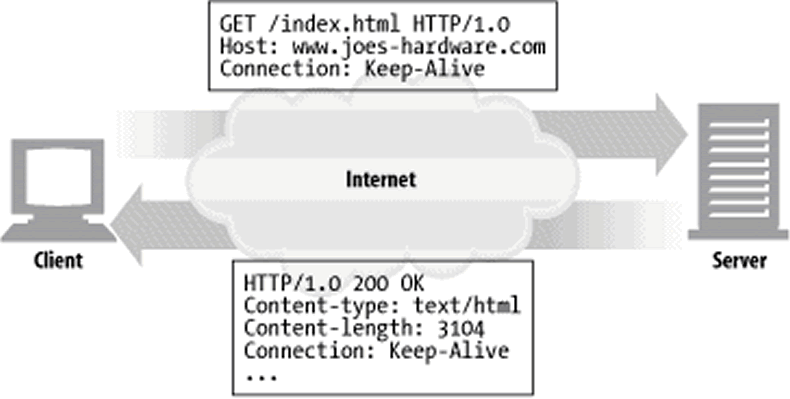 GET /index.html HTTP/1.0
Host: www.joes-hardware.com
Connection: Keep-Alive
Internet
Client
Server
HTTP/1.0 200 OK
Content-type: text/html
Content-length: 3104
Connection: Keep-Alive
...